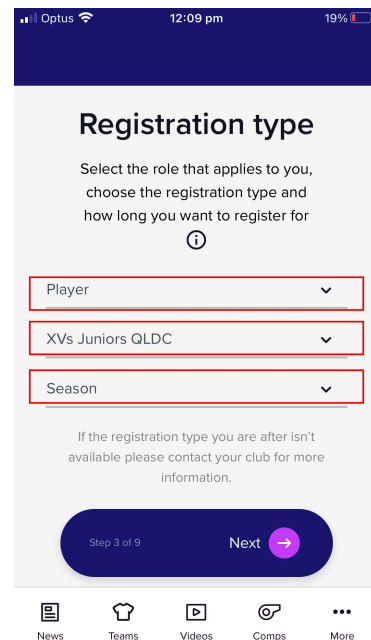 Optus 12:09 pm 19%
Registration type
Select the role that applies to you,
choose the registration type and
how long you want to register for
Player
XVs Juniors QLDC
Season
If the registration type you are after isn't
available please contact your club for more
information.
Step 3 of 9 Next
News Teams Videos Comps More